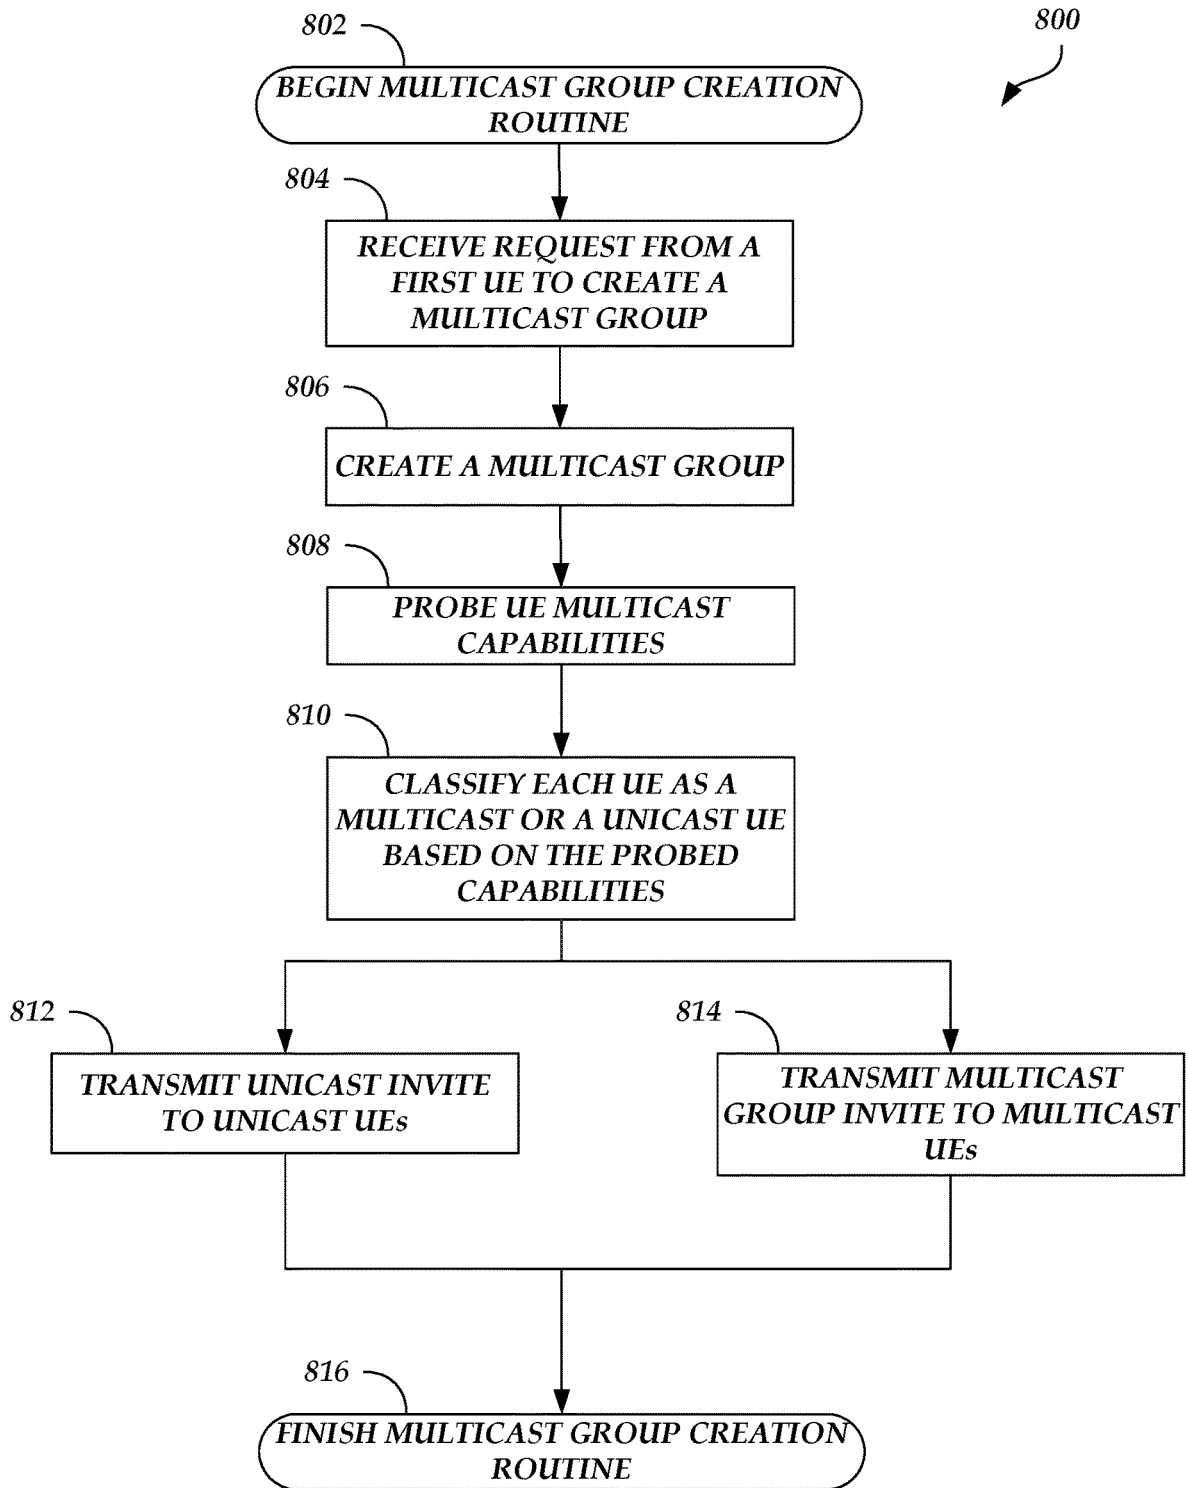 802
800
BEGIN MULTICAST GROUP CREATION
ROUTINE
804
RECEIVE REQUEST FROM A
FIRST UE TO CREATE A
MULTICAST GROUP
806
CREATE A MULTICAST GROUP
808
PROBE UE MULTICAST
CAPABILITIES
810
CLASSIFY EACH UE AS A
MULTICAST OR A UNICAST UE
BASED ON THE PROBED
CAPABILITIES
812
TRANSMIT UNICAST INVITE
TO UNICAST UEs
814
TRANSMIT MULTICAST
GROUP INVITE TO MULTICAST
UEs
816
FINISH MULTICAST GROUP CREATION
ROUTINE